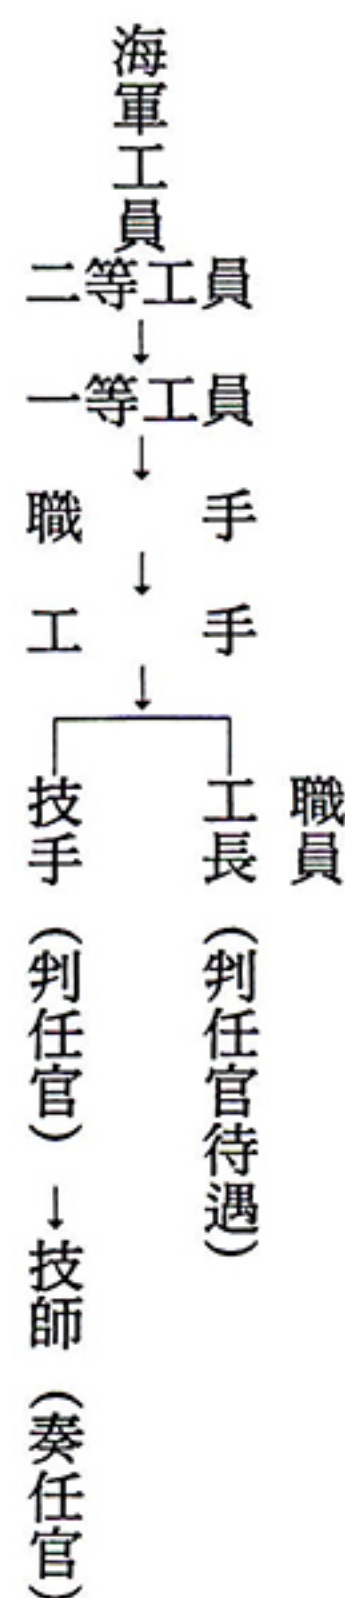 海軍工員
二等工員
↓
一等工員
↓
職 手
↓
工 手
↓
職員
工長（判任官待遇）
技手（判任官）→技師（奏任官）